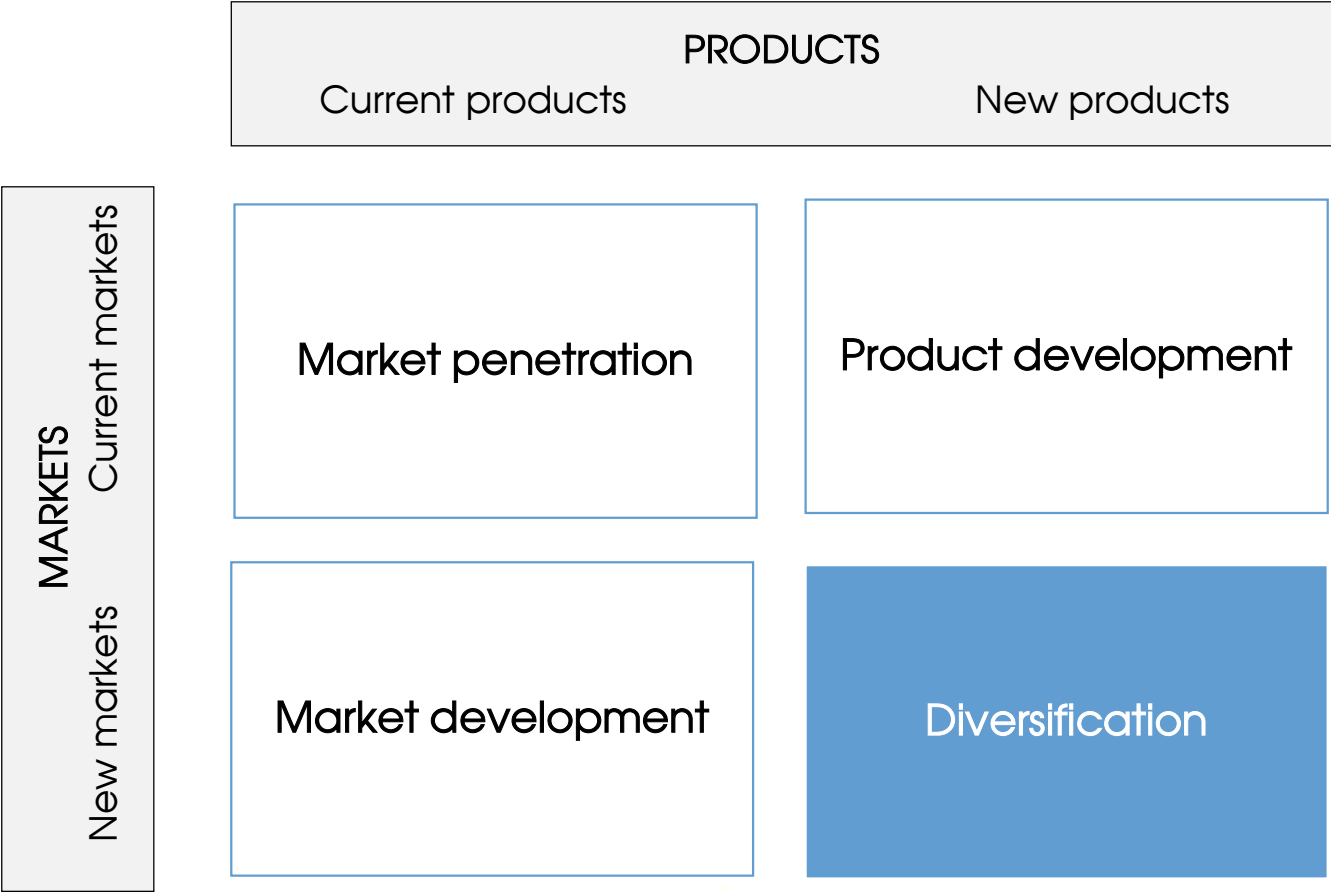 PRODUCTS
Current products
New products
MARKETS
Current markets
New markets
Market penetration
Product development
Market development
Diversification